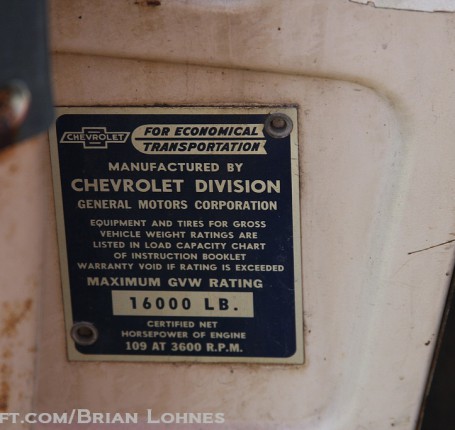 CHEVROLET
FOR ECONOMICAL
TRANSPORTATION
MANUFACTURED BY
CHEVROLET DIVISION
GENERAL MOTORS CORPORATION
EQUIPMENT AND TIRES FOR GROSS
VEHICLE WEIGHT RATINGS ARE
LISTED IN LOAD CAPACITY CHART
OF INSTRUCTION BOOKLET
WARRANTY VOID IF RATING IS EXCEEDED
MAXIMUM GVW RATING
16000 LB.
CERTIFIED NET
HORSEPOWER OF ENGINE
109 AT 3600 R.P.M.
FT.COM/BRIAN LOHNES